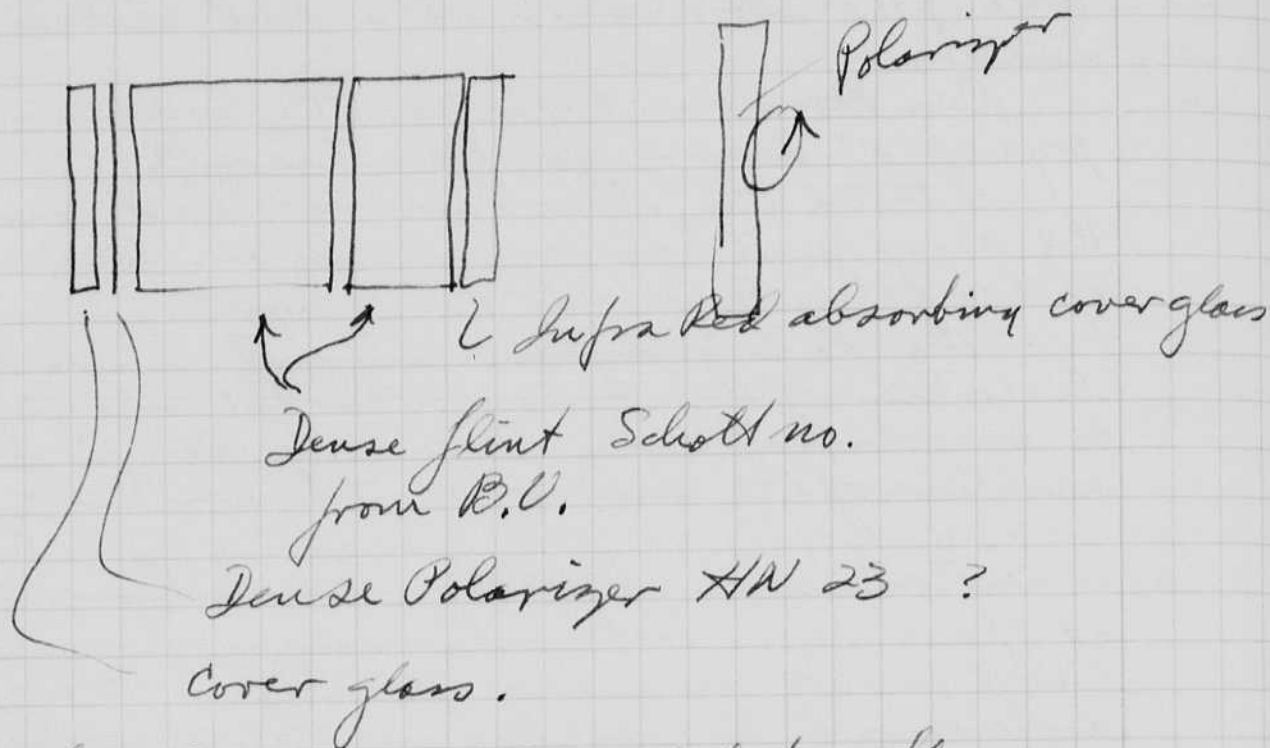 Polarizer
Infra Red absorbing cover glass
Dense flint Schott no.
from B.U.
Dense Polarizer HN 23 ?
Cover glass.